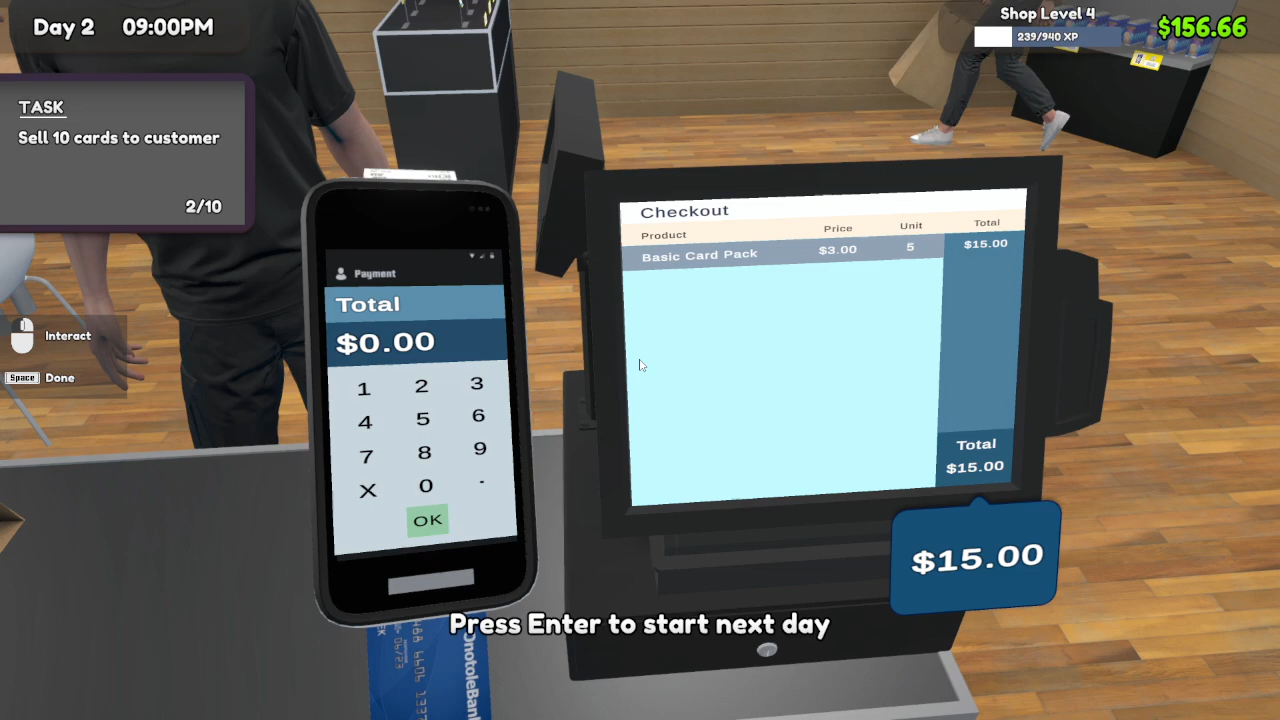 Day 2 09:00PM
Shop Level 4
239/940 XP
$156.66
TASK
Sell 10 cards to customer
2/10
Interact
Space Done
Payment
Total
$0.00
1 2 3
4 5 6
7 8 9
X 0 .
OK
Checkout
Product Price Unit Total
Basic Card Pack $3.00 5 $15.00
Total
$15.00
$15.00
Press Enter to start next day
06/23
OnotoleBank